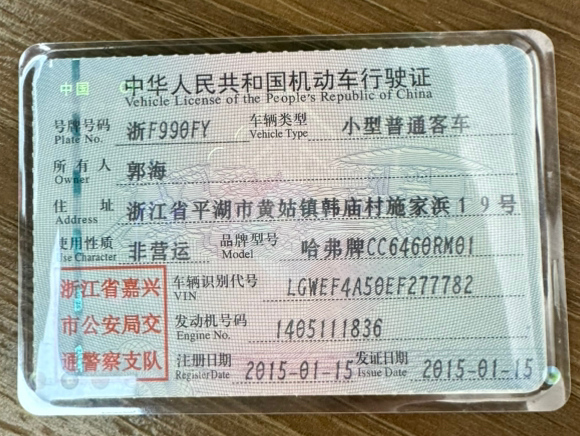 中国
中华人民共和国机动车行驶证
Vehicle License of the People's Republic of China
号牌号码 浙F990FY 车辆类型 小型普通客车
Plate No. Vehicle Type
所有人 郭海
Owner
住址 浙江省平湖市黄姑镇韩庙村施家浜19号
Address
使用性质 非营运 品牌型号 哈弗牌CC6460RM01
Use Character Model
浙江省嘉兴
市公安局交
通警察支队
车辆识别代号 LGWEF4A50EF277782
VIN
发动机号码 1405111836
Engine No.
注册日期 2015-01-15 发证日期 2015-01-15
Register Date Issue Date